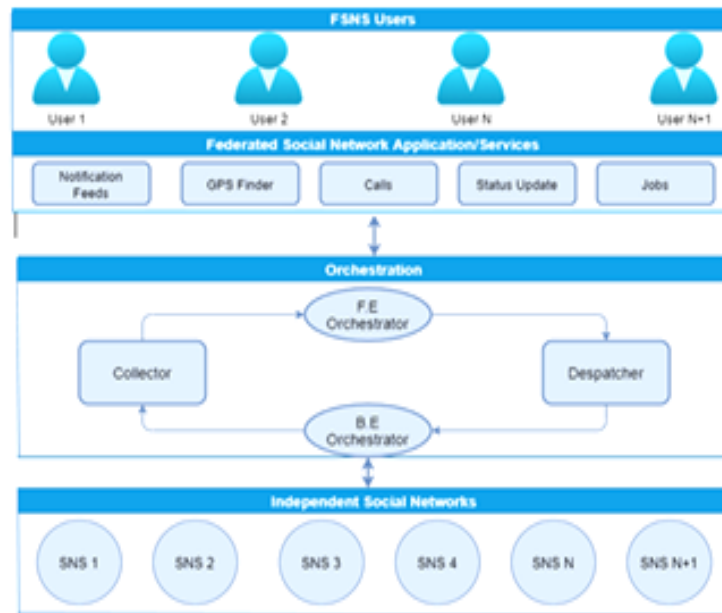 FSNS Users
User 1
User 2
User N
User N+1
Federated Social Network Application/Services
Notification
Feeds
GPS Finder
Calls
Status Update
Jobs
Orchestration
F.E
Orchestrator
Collector
Despatcher
B.E
Orchestrator
Independent Social Networks
SNS 1
SNS 2
SNS 3
SNS 4
SNS N
SNS N+1